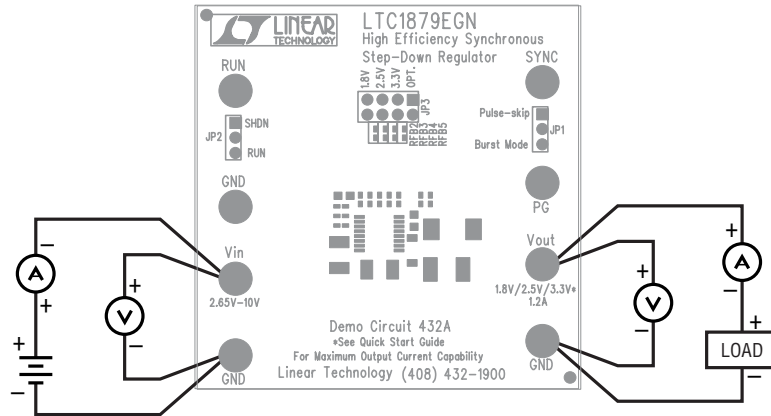 LINEAR
TECHNOLOGY
LTC1879EGN
High Efficiency Synchronous
Step-Down Regulator
RUN
SYNC
1.8V
2.5V
3.3V
OPT.
JP3
RFB2
RFB3
RFB4
RFB5
SHDN
JP2
RUN
Pulse-skip
JP1
Burst Mode
GND
PG
Vin
2.65V–10V
Vout
1.8V/2.5V/3.3V*
1.2A
– A +
+ V –
+ –
+ V –
+ A –
+ LOAD –
Demo Circuit 432A
*See Quick Start Guide
For Maximum Output Current Capability
Linear Technology (408) 432-1900
GND
GND